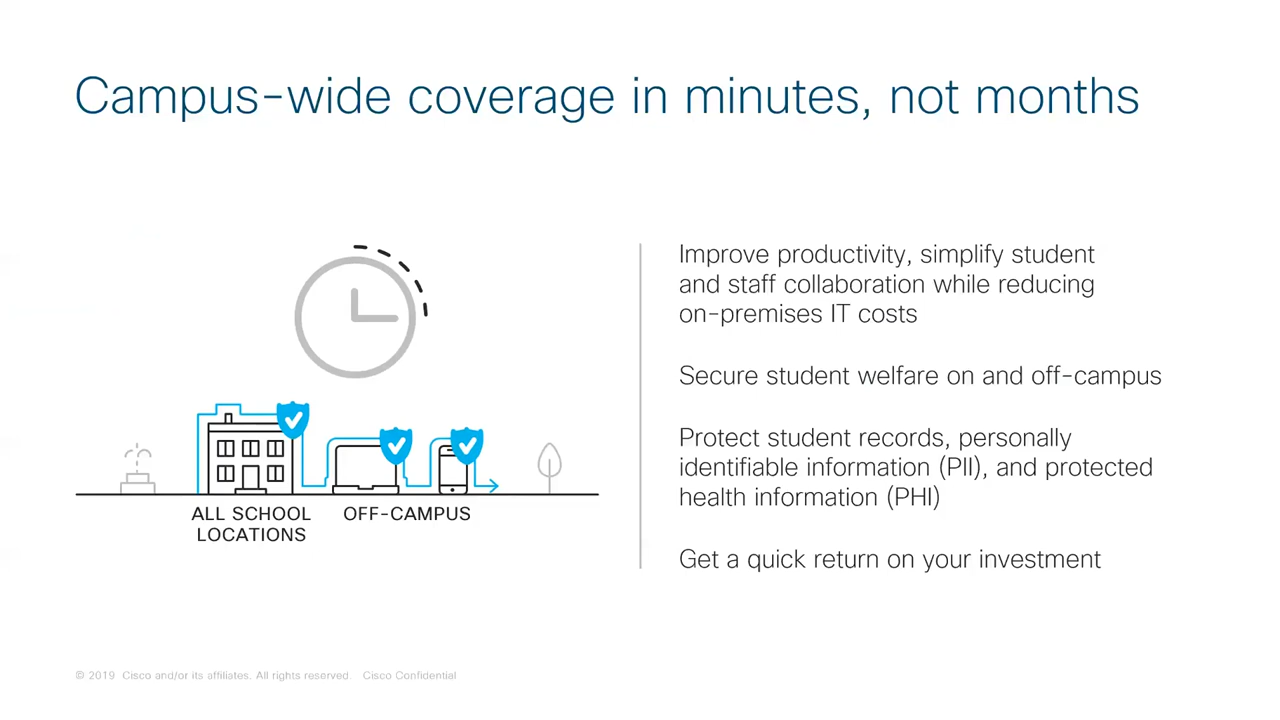 Campus-wide coverage in minutes, not months
Improve productivity, simplify student
and staff collaboration while reducing
on-premises IT costs
Secure student welfare on and off-campus
Protect student records, personally
identifiable information (PII), and protected
health information (PHI)
Get a quick return on your investment
ALL SCHOOL
LOCATIONS
OFF-CAMPUS
© 2019 Cisco and/or its affiliates. All rights reserved. Cisco Confidential